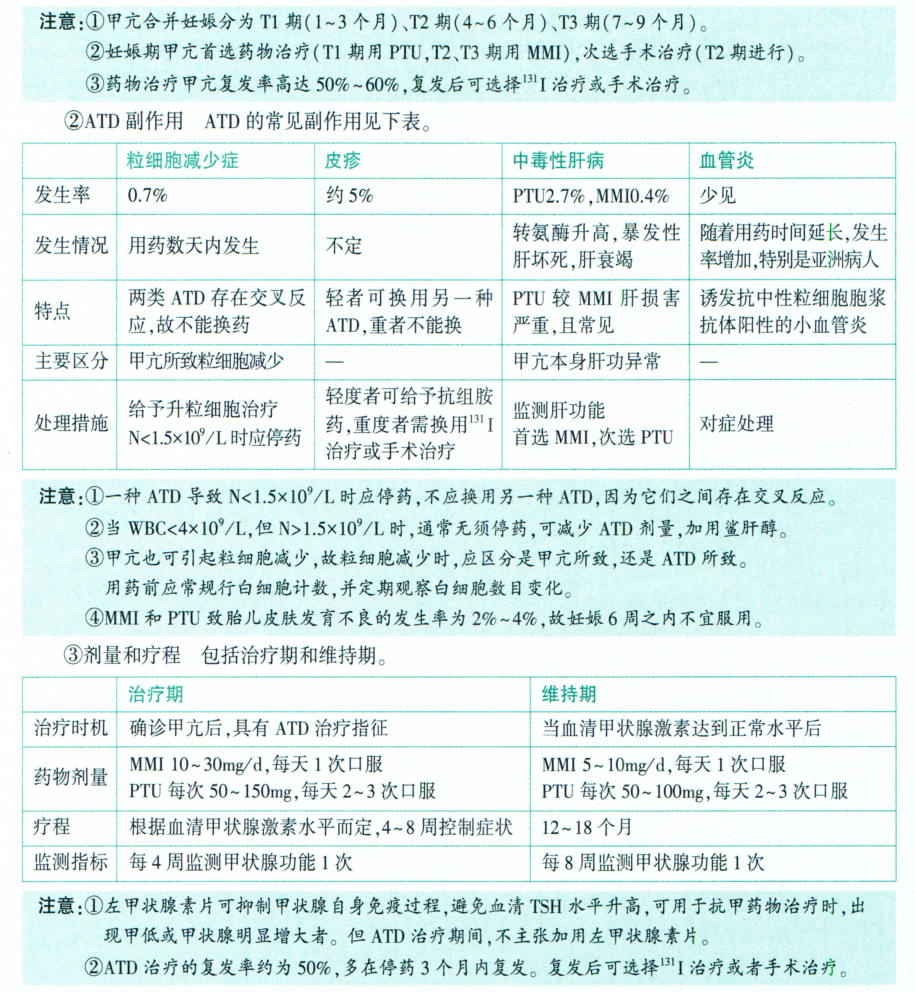 注意:①甲亢合并妊娠分为 T1 期(1~3 个月)、T2 期(4~6 个月)、T3 期(7~9 个月)。
②妊娠期甲亢首选药物治疗(T1 期用 PTU,T2、T3 期用 MMI),次选手术治疗(T2 期进行)。
③药物治疗甲亢复发率高达 50%~60%,复发后可选择¹³¹I 治疗或手术治疗。
②ATD 副作用 ATD 的常见副作用见下表。
粒细胞减少症 皮疹 中毒性肝病 血管炎
发生率 0.7% 约 5% PTU2.7%,MMI0.4% 少见
发生情况 用药数天内发生 不定 转氨酶升高,暴发性肝坏死,肝衰竭 随着用药时间延长,发生率增加,特别是亚洲病人
特点 两类 ATD 存在交叉反应,故不能换药 轻者可换用另一种 ATD,重者不能换 PTU 较 MMI 肝损害严重,且常见 诱发抗中性粒细胞胞浆抗体阳性的小血管炎
主要区分 甲亢所致粒细胞减少 — 甲亢本身肝功异常 —
处理措施 给予升粒细胞治疗 N<1.5×10⁹/L 时应停药 轻度者可给予抗组胺药,重度者需换用¹³¹I 治疗或手术治疗 监测肝功能 首选 MMI,次选 PTU 对症处理
注意:①一种 ATD 导致 N<1.5×10⁹/L 时应停药,不应换用另一种 ATD,因为它们之间存在交叉反应。
②当 WBC<4×10⁹/L,但 N>1.5×10⁹/L 时,通常无须停药,可减少 ATD 剂量,加用鲨肝醇。
③甲亢也可引起粒细胞减少,故粒细胞减少时,应区分是甲亢所致,还是 ATD 所致。
用药前应常规行白细胞计数,并定期观察白细胞数目变化。
④MMI 和 PTU 致胎儿皮肤发育不良的发生率为 2%~4%,故妊娠 6 周之内不宜服用。
③剂量和疗程 包括治疗期和维持期。
治疗期 维持期
治疗时机 确诊甲亢后,具有 ATD 治疗指征 当血清甲状腺激素达到正常水平后
药物剂量 MMI 10~30mg/d,每天 1 次口服 PTU 每次 50~150mg,每天 2~3 次口服 MMI 5~10mg/d,每天 1 次口服 PTU 每次 50~100mg,每天 2~3 次口服
疗程 根据血清甲状腺激素水平而定,4~8 周控制症状 12~18 个月
监测指标 每 4 周监测甲状腺功能 1 次 每 8 周监测甲状腺功能 1 次
注意:①左甲状腺素片可抑制甲状腺自身免疫过程,避免血清 TSH 水平升高,可用于抗甲药物治疗时,出
现甲低或甲状腺明显增大者。但 ATD 治疗期间,不主张加用左甲状腺素片。
②ATD 治疗的复发率约为 50%,多在停药 3 个月内复发。复发后可选择¹³¹I 治疗或者手术治疗。